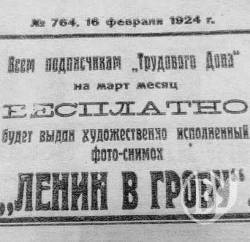 № 764, 16 февраля 1924 г.
Всем подписчикам „Трудового Дона"
на март месяц
БЕСПЛАТНО
будет выдан художественно исполненный
фото-снимок
„ЛЕНИН В ГРОБУ".